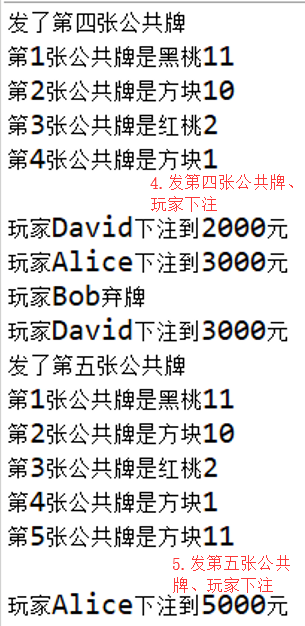 发了第四张公共牌
第1张公共牌是黑桃11
第2张公共牌是方块10
第3张公共牌是红桃2
第4张公共牌是方块1
4.发第四张公共牌、
玩家下注
玩家David下注到2000元
玩家Alice下注到3000元
玩家Bob弃牌
玩家David下注到3000元
发了第五张公共牌
第1张公共牌是黑桃11
第2张公共牌是方块10
第3张公共牌是红桃2
第4张公共牌是方块1
第5张公共牌是方块11
5.发第五张公共
牌、玩家下注
玩家Alice下注到5000元